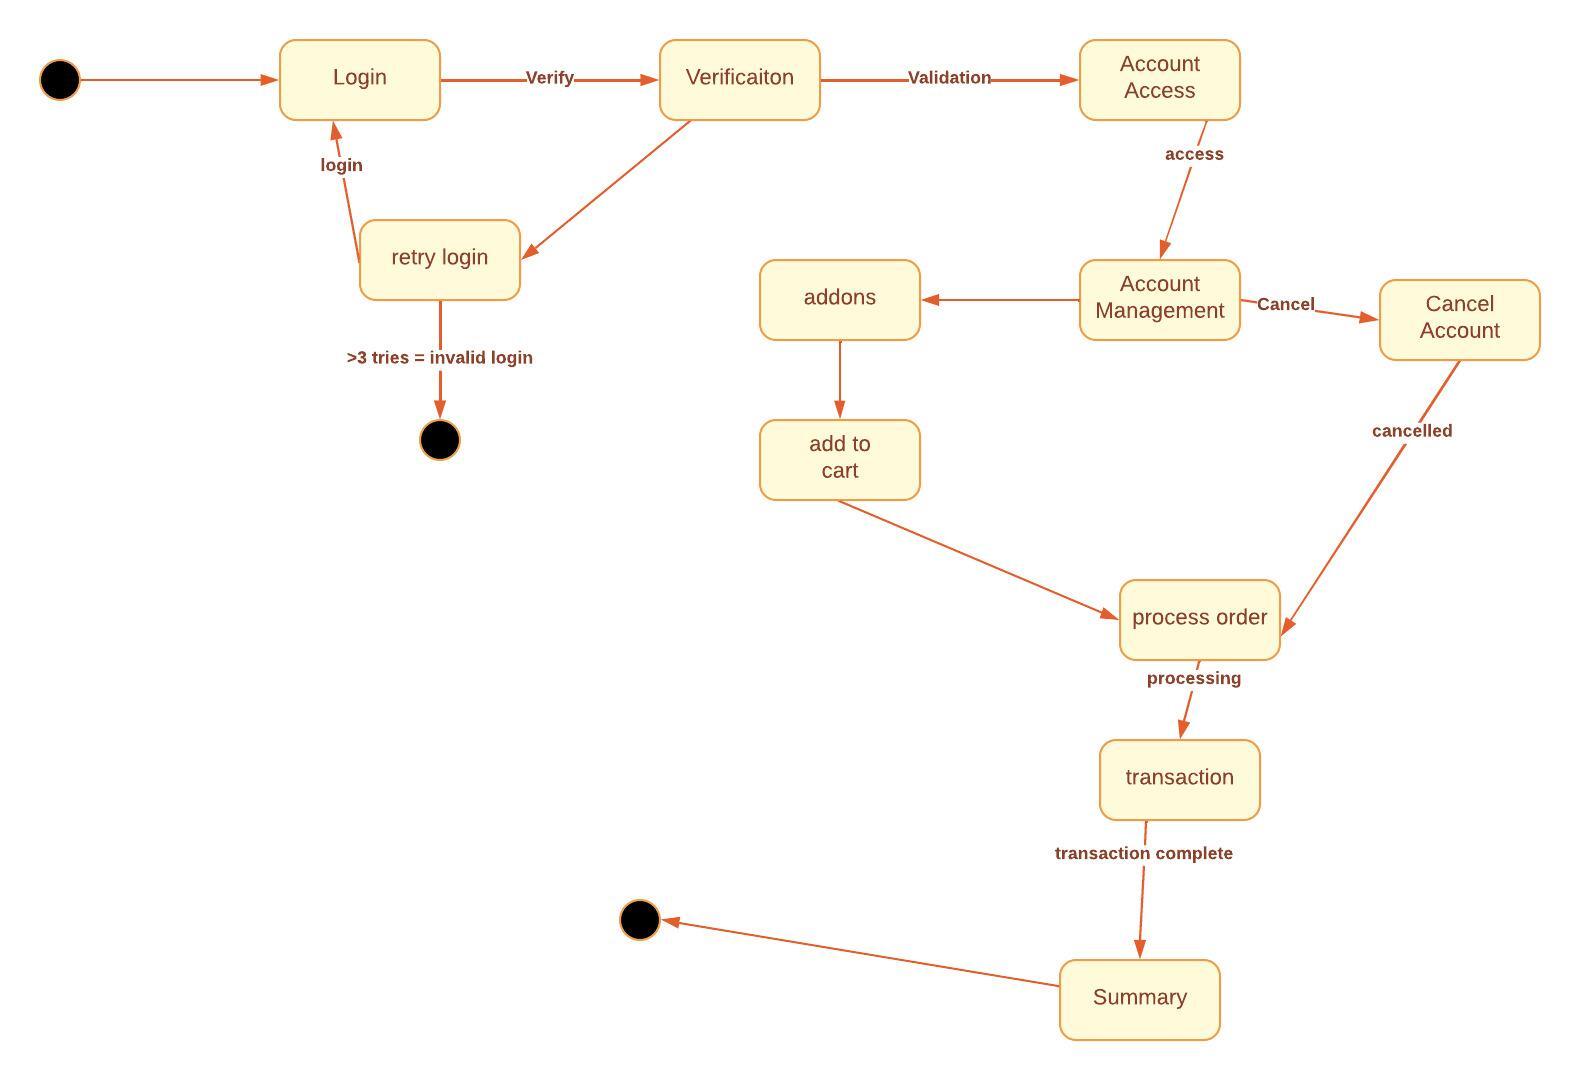 Login
Verify
Verificaiton
Validation
Account
Access
login
access
retry login
addons
Account
Management
Cancel
Cancel
Account
>3 tries = invalid login
add to
cart
cancelled
process order
processing
transaction
transaction complete
Summary